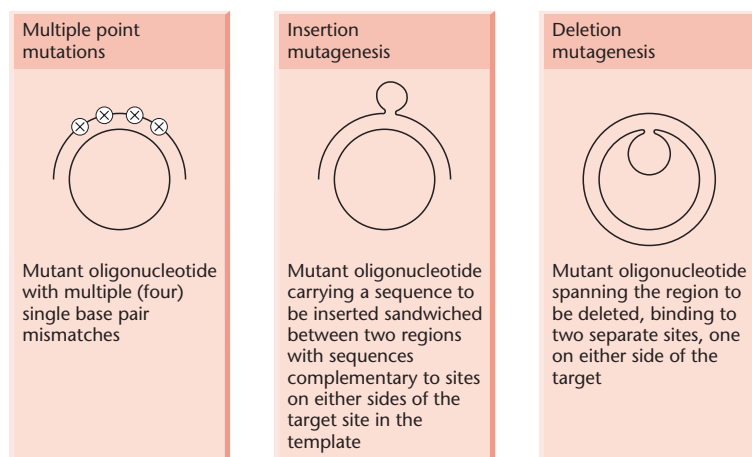 Multiple point
mutations
Mutant oligonucleotide
with multiple (four)
single base pair
mismatches
Insertion
mutagenesis
Mutant oligonucleotide
carrying a sequence to
be inserted sandwiched
between two regions
with sequences
complementary to sites
on either sides of the
target site in the
template
Deletion
mutagenesis
Mutant oligonucleotide
spanning the region to
be deleted, binding to
two separate sites, one
on either side of the
target